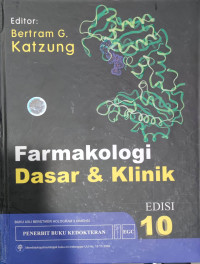 Editor:
Bertram G.
Katzung
Farmakologi
Dasar & Klinik
EDISI
10
PENERBIT BUKU KEDOKTERAN
EGC